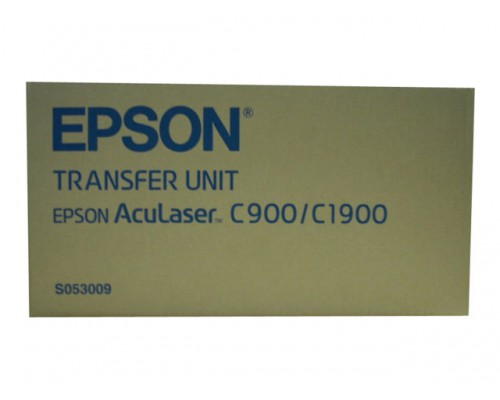 EPSON®
TRANSFER UNIT
EPSON AcuLaser™ C900/C1900
S053009